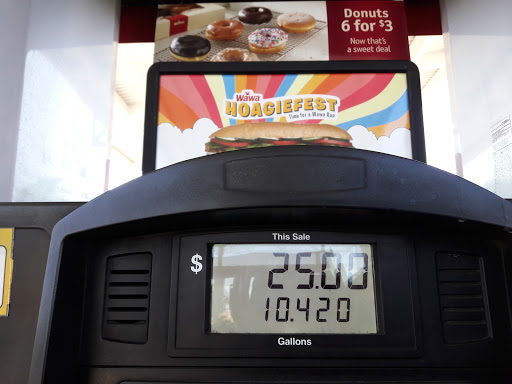 Donuts
6 for $3
Now that's
a sweet deal
Wawa
HOAGIEFEST
Time for a Wawa Run
This Sale
$ 25.00
10.420
Gallons